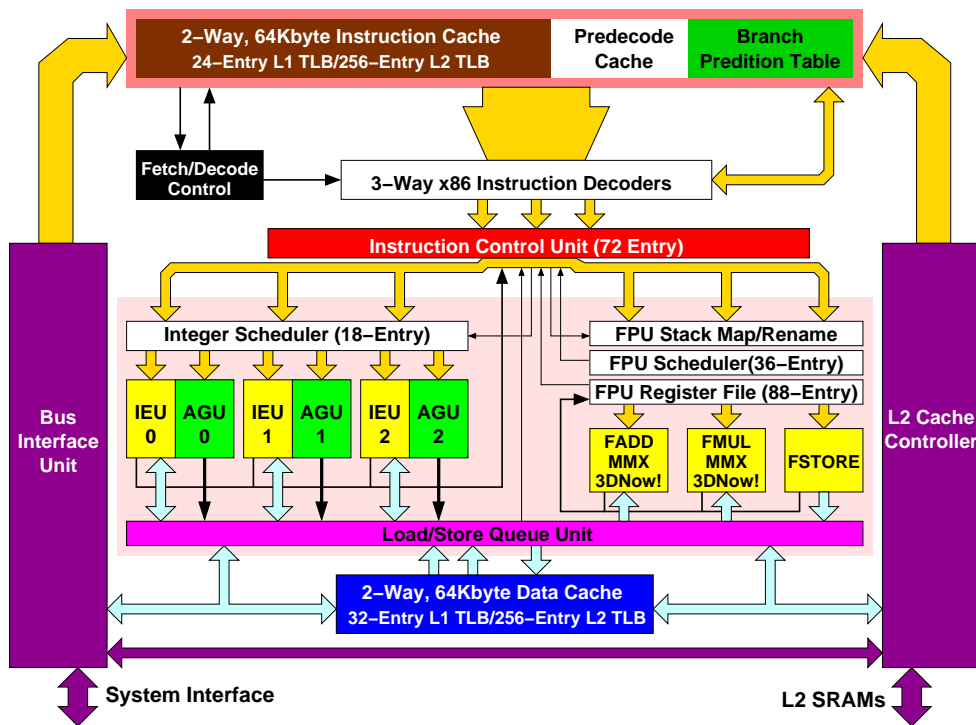 2–Way, 64Kbyte Instruction Cache
24–Entry L1 TLB/256–Entry L2 TLB
Predecode
Cache
Branch
Predition Table
Fetch/Decode
Control
3–Way x86 Instruction Decoders
Instruction Control Unit (72 Entry)
Integer Scheduler (18–Entry)
FPU Stack Map/Rename
FPU Scheduler(36–Entry)
FPU Register File (88–Entry)
Bus
Interface
Unit
IEU
0
AGU
0
IEU
1
AGU
1
IEU
2
AGU
2
FADD
MMX
3DNow!
FMUL
MMX
3DNow!
FSTORE
L2 Cache
Controller
Load/Store Queue Unit
2–Way, 64Kbyte Data Cache
32–Entry L1 TLB/256–Entry L2 TLB
System Interface
L2 SRAMs